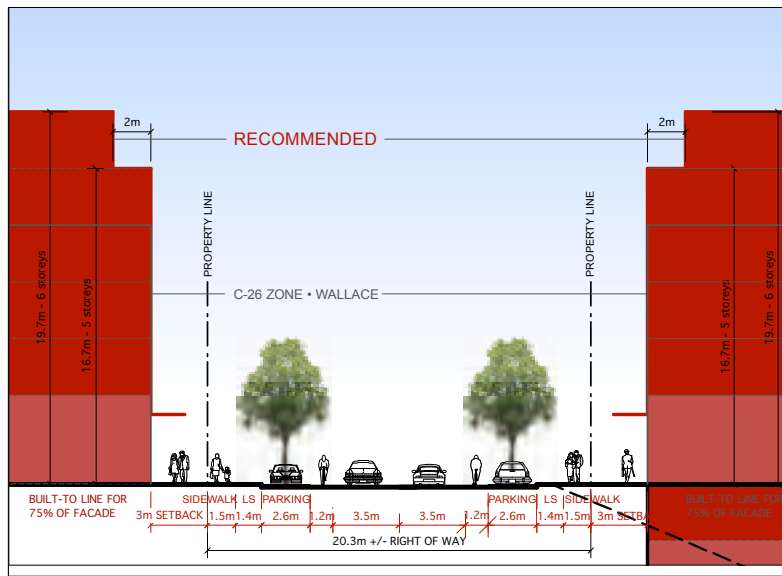 2m
2m
RECOMMENDED
PROPERTY LINE
PROPERTY LINE
C-26 ZONE • WALLACE
19.7m - 6 storeys
16.7m - 5 storeys
16.7m - 5 storeys
19.7m - 6 storeys
BUILT-TO LINE FOR
75% OF FACADE
SIDEWALK LS PARKING
PARKING LS SIDEWALK
BUILT-TO LINE FOR
75% OF FACADE
3m SETBACK 1.5m 1.4m 2.6m 1.2m 3.5m 3.5m 1.2m 2.6m 1.4m 1.5m 3m SETBA
20.3m +/- RIGHT OF WAY